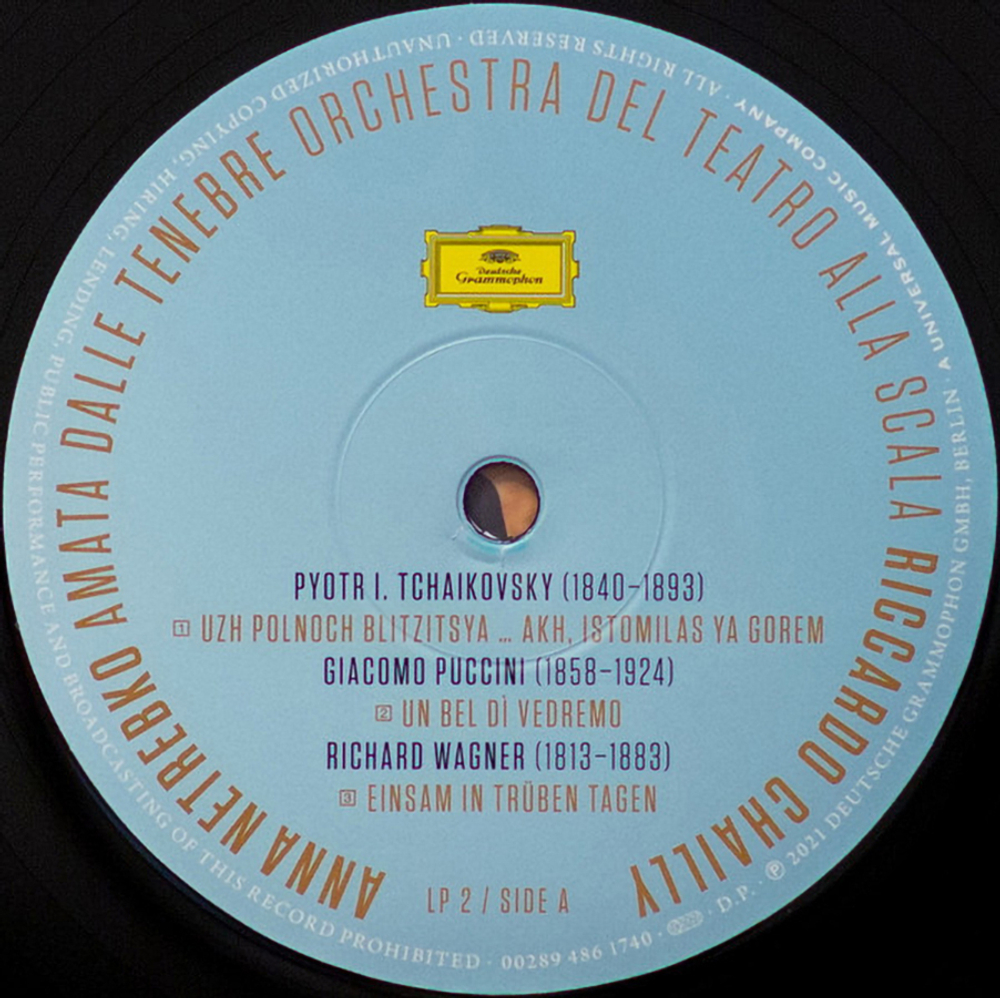 ANNA NETREBKO AMATA DALLE TENEBRE ORCHESTRA DEL TEATRO ALLA SCALA RICCARDO CHAILLY
Deutsche
Grammophon
PYOTR I. TCHAIKOVSKY (1840–1893)
1 UZH POLNOCH BLITZITSYA ... AKH, ISTOMILAS YA GOREM
GIACOMO PUCCINI (1858–1924)
2 UN BEL DÌ VEDREMO
RICHARD WAGNER (1813–1883)
3 EINSAM IN TRÜBEN TAGEN
LP 2 / SIDE A
00289 486 1740 · D.P. · ℗ 2021 DEUTSCHE GRAMMOPHON GMBH, BERLIN · A UNIVERSAL MUSIC COMPANY · ALL RIGHTS RESERVED · UNAUTHORIZED COPYING, HIRING, LENDING, PUBLIC PERFORMANCE AND BROADCASTING OF THIS RECORD PROHIBITED ·